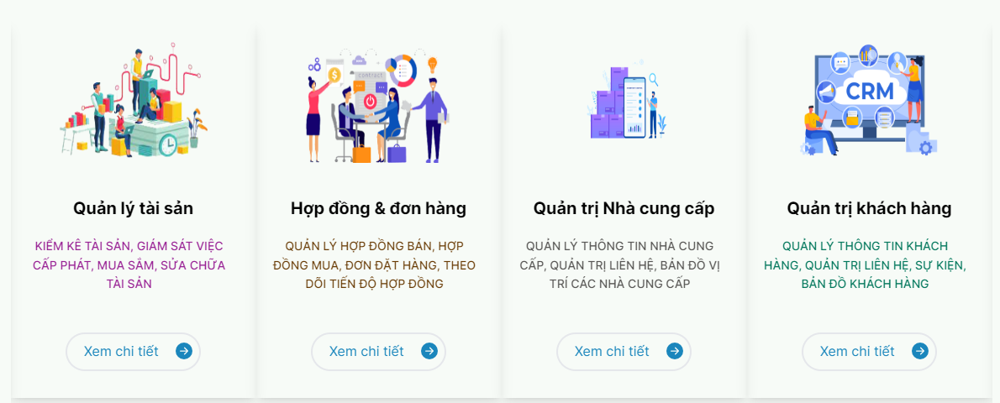 contract
CRM
Quản lý tài sản
KIỂM KÊ TÀI SẢN, GIÁM SÁT VIỆC
CẤP PHÁT, MUA SẮM, SỬA CHỮA
TÀI SẢN
Xem chi tiết
Hợp đồng & đơn hàng
QUẢN LÝ HỢP ĐỒNG BÁN, HỢP
ĐỒNG MUA, ĐƠN ĐẶT HÀNG, THEO
DÕI TIẾN ĐỘ HỢP ĐỒNG
Xem chi tiết
Quản trị Nhà cung cấp
QUẢN LÝ THÔNG TIN NHÀ CUNG
CẤP, QUẢN TRỊ LIÊN HỆ, BẢN ĐỒ VỊ
TRÍ CÁC NHÀ CUNG CẤP
Xem chi tiết
Quản trị khách hàng
QUẢN LÝ THÔNG TIN KHÁCH
HÀNG, QUẢN TRỊ LIÊN HỆ, SỰ KIỆN,
BẢN ĐỒ KHÁCH HÀNG
Xem chi tiết